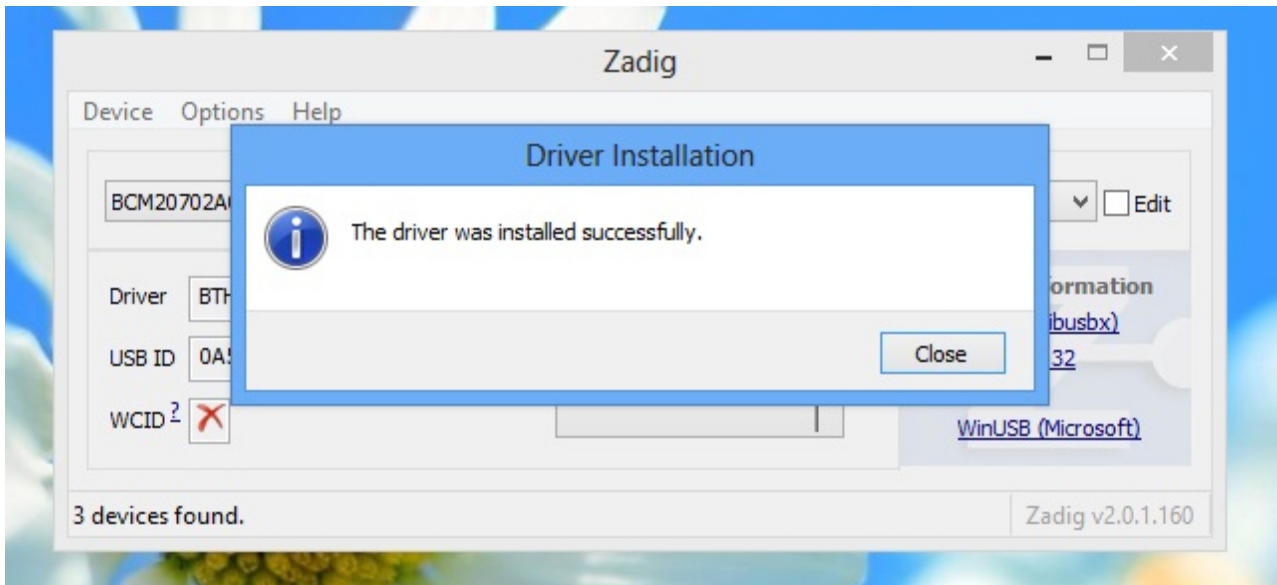 Zadig
Device Options Help
Driver Installation
Edit
The driver was installed successfully.
Driver
USB ID
32
Close
WCID ?
WinUSB (Microsoft)
3 devices found.
Zadig v2.0.1.160